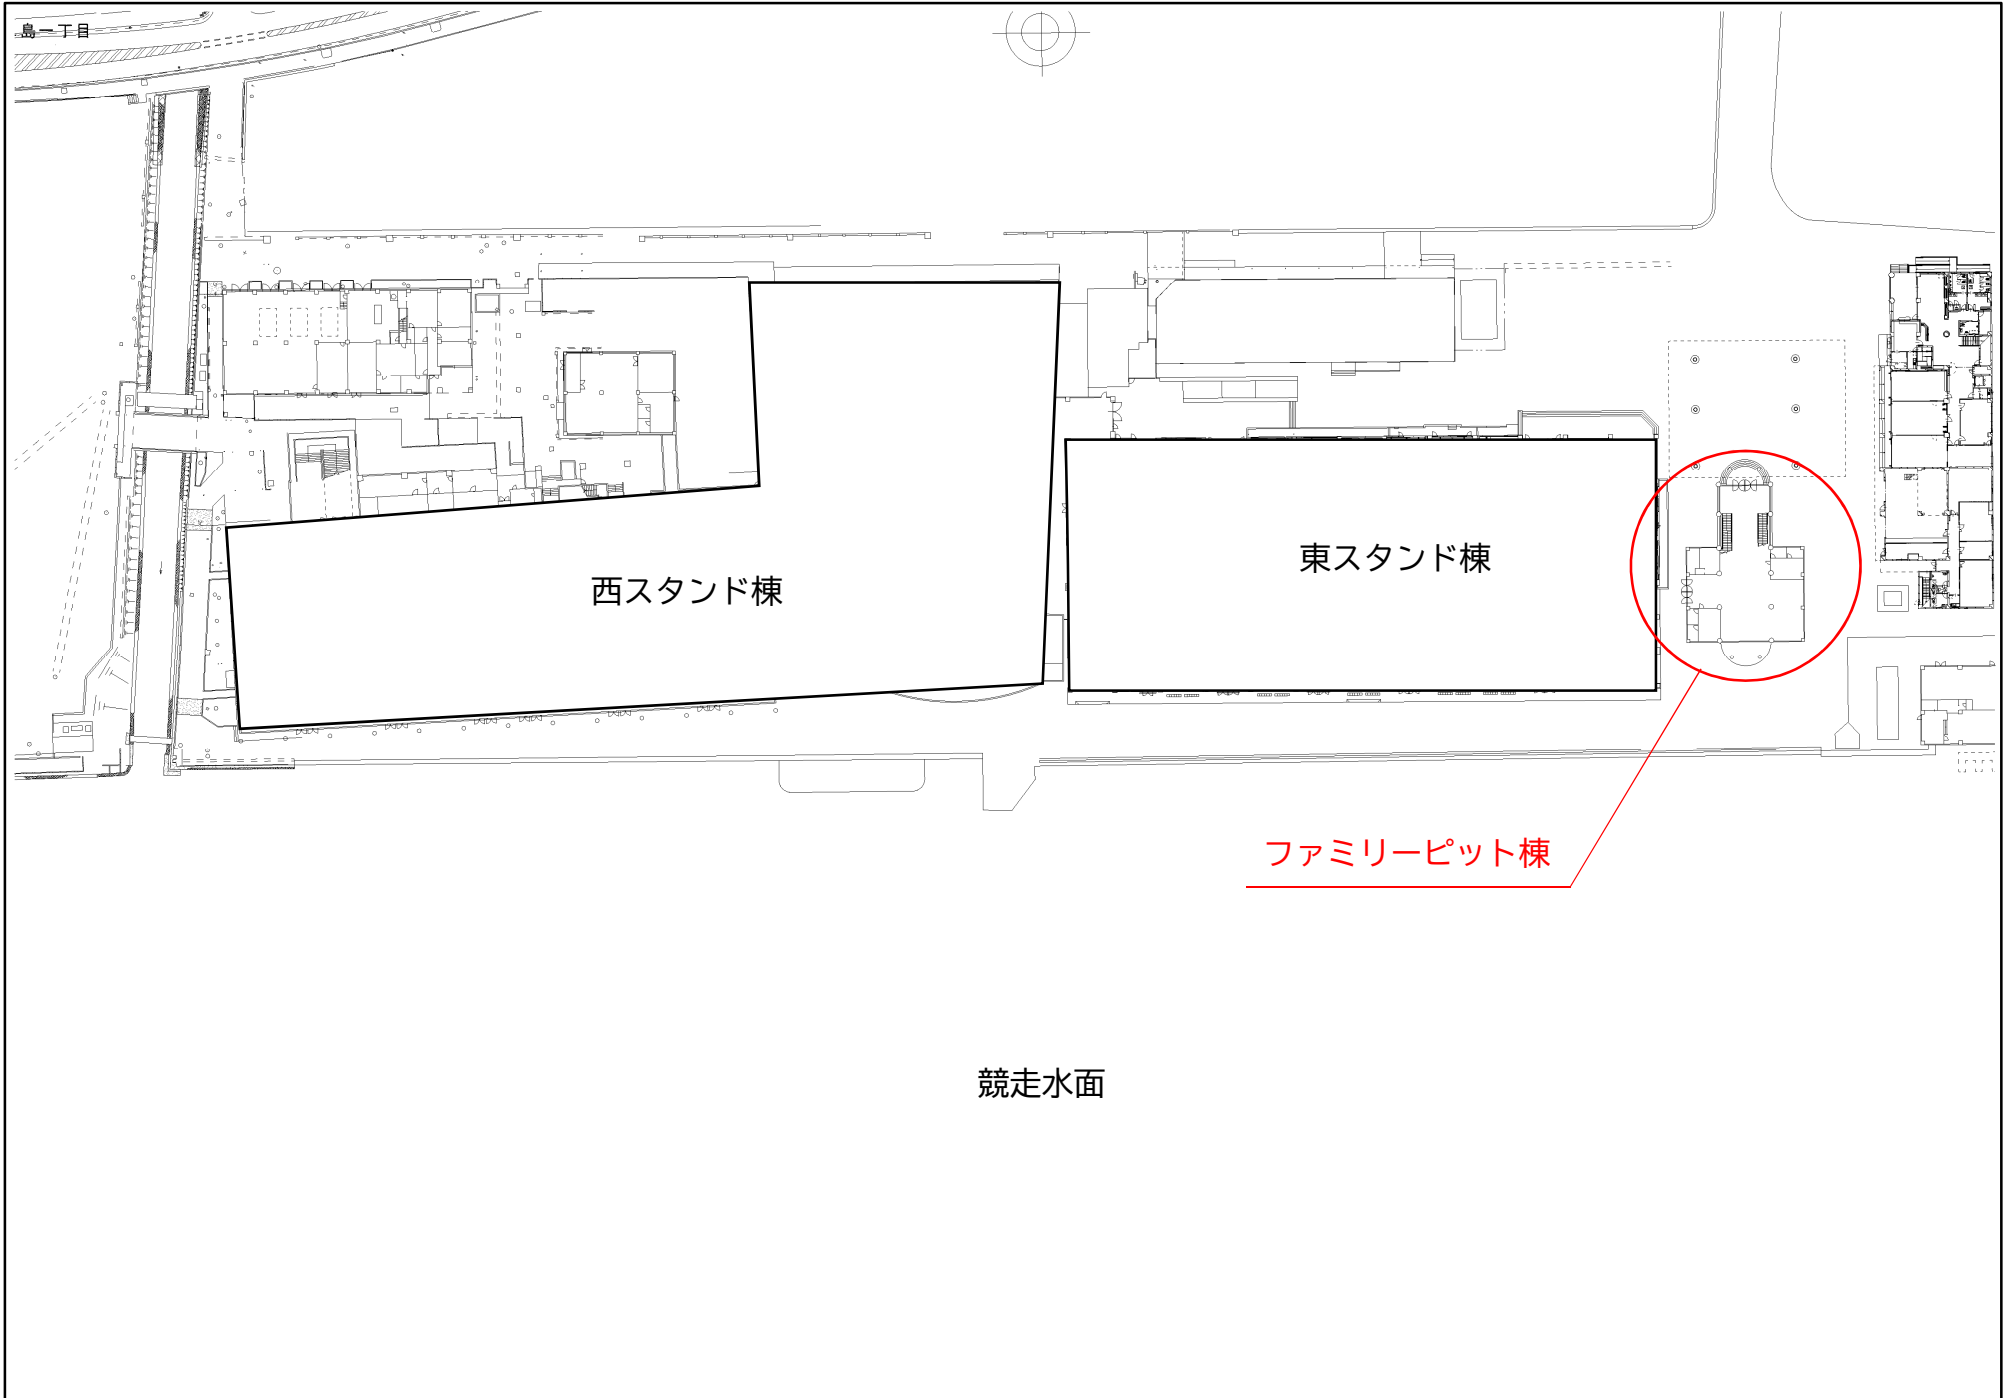 島一丁目
西スタンド棟
東スタンド棟
ファミリーピット棟
競走水面